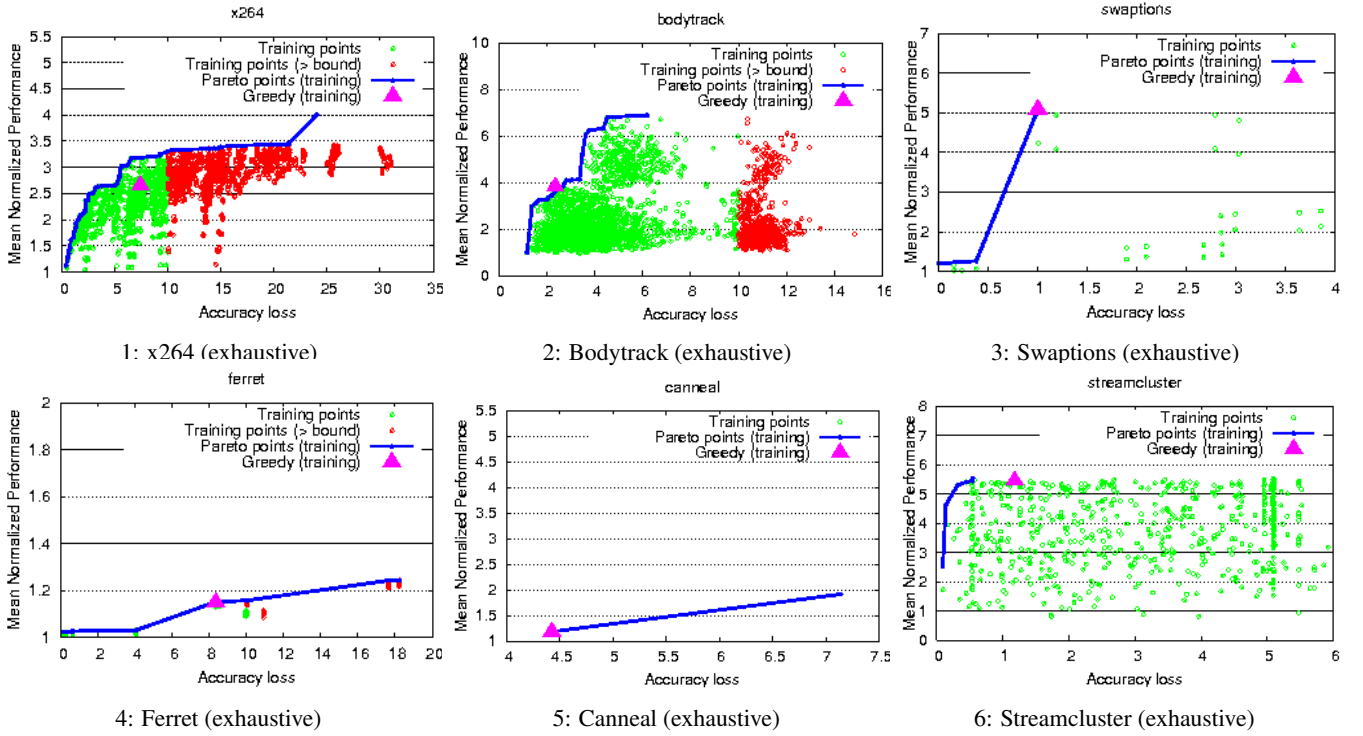 x264
Mean Normalized Performance
5.5
5
4.5
4
3.5
3
2.5
2
1.5
1
Training points
Training points (> bound)
Pareto points (training)
Greedy (training)
0 5 10 15 20 25 30 35
Accuracy loss
1: x264 (exhaustive)
bodytrack
Mean Normalized Performance
10
8
6
4
2
0
Training points
Training points (> bound)
Pareto points (training)
Greedy (training)
0 2 4 6 8 10 12 14 16
Accuracy loss
2: Bodytrack (exhaustive)
swaptions
Mean Normalized Performance
7
6
5
4
3
2
1
Training points
Pareto points (training)
Greedy (training)
0 0.5 1 1.5 2 2.5 3 3.5 4
Accuracy loss
3: Swaptions (exhaustive)
ferret
Mean Normalized Performance
2
1.8
1.6
1.4
1.2
1
Training points
Training points (> bound)
Pareto points (training)
Greedy (training)
0 2 4 6 8 10 12 14 16 18 20
Accuracy loss
4: Ferret (exhaustive)
canneal
Mean Normalized Performance
5.5
5
4.5
4
3.5
3
2.5
2
1.5
1
Training points
Pareto points (training)
Greedy (training)
4 4.5 5 5.5 6 6.5 7 7.5
Accuracy loss
5: Canneal (exhaustive)
streamcluster
Mean Normalized Performance
8
7
6
5
4
3
2
1
0
Training points
Pareto points (training)
Greedy (training)
0 1 2 3 4 5 6
Accuracy loss
6: Streamcluster (exhaustive)